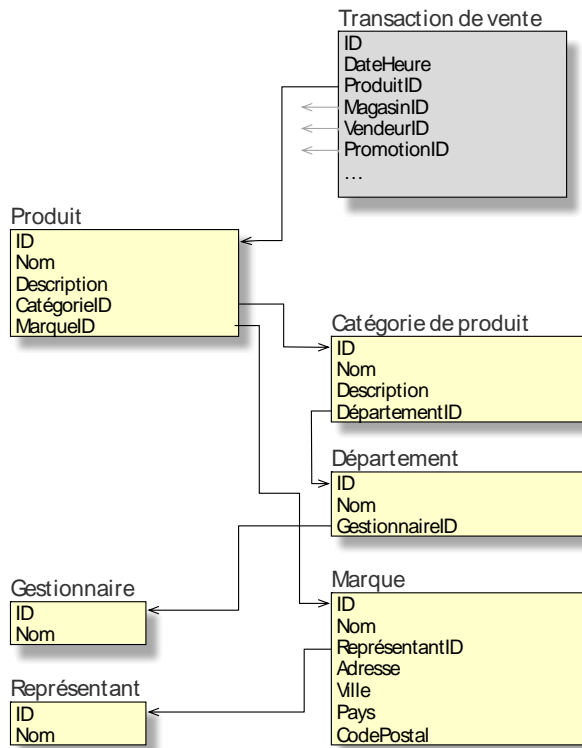 Transaction de vente
ID
DateHeure
ProduitID
MagasinID
VendeurID
PromotionID
…
Produit
ID
Nom
Description
CatégorieID
MarqueID
Catégorie de produit
ID
Nom
Description
DépartementID
Département
ID
Nom
GestionnaireID
Gestionnaire
ID
Nom
Marque
ID
Nom
ReprésentantID
Adresse
Ville
Pays
CodePostal
Représentant
ID
Nom